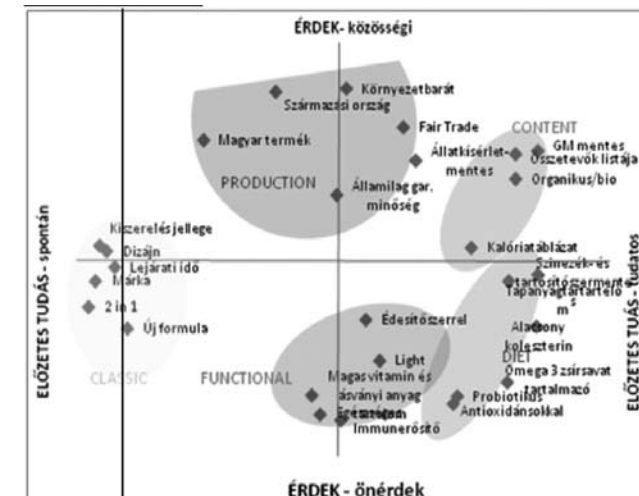 ÉRDEK- közösségi
Környezetbarát
Származási ország
Fair Trade
CONTENT
Magyar termék
GM mentes
Összetevők listája
Állatkísérlet-
mentes
Organikus/bio
PRODUCTION
Államilag gar.
minőség
Kiszerelés jellege
Dizájn
Kalóriatáblázat
Lejárati idő
Színezék- és
tartósítószermente
s
Márka
Tápanyagtartartelő
m
2 in 1
Új formula
Édesítőszerrel
Alacsony
koleszterin
DIET
CLASSIC
FUNCTIONAL
Light
Magas vitamin és
ásványi anyag
Omega 3 zsírsavat
tartalmazó
Probiotikus
Antioxidánsokkal
Immunerősítő
ELŐZETES TUDÁS - spontán
ELŐZETES TUÁS - tudatos
ÉRDEK - önérdek